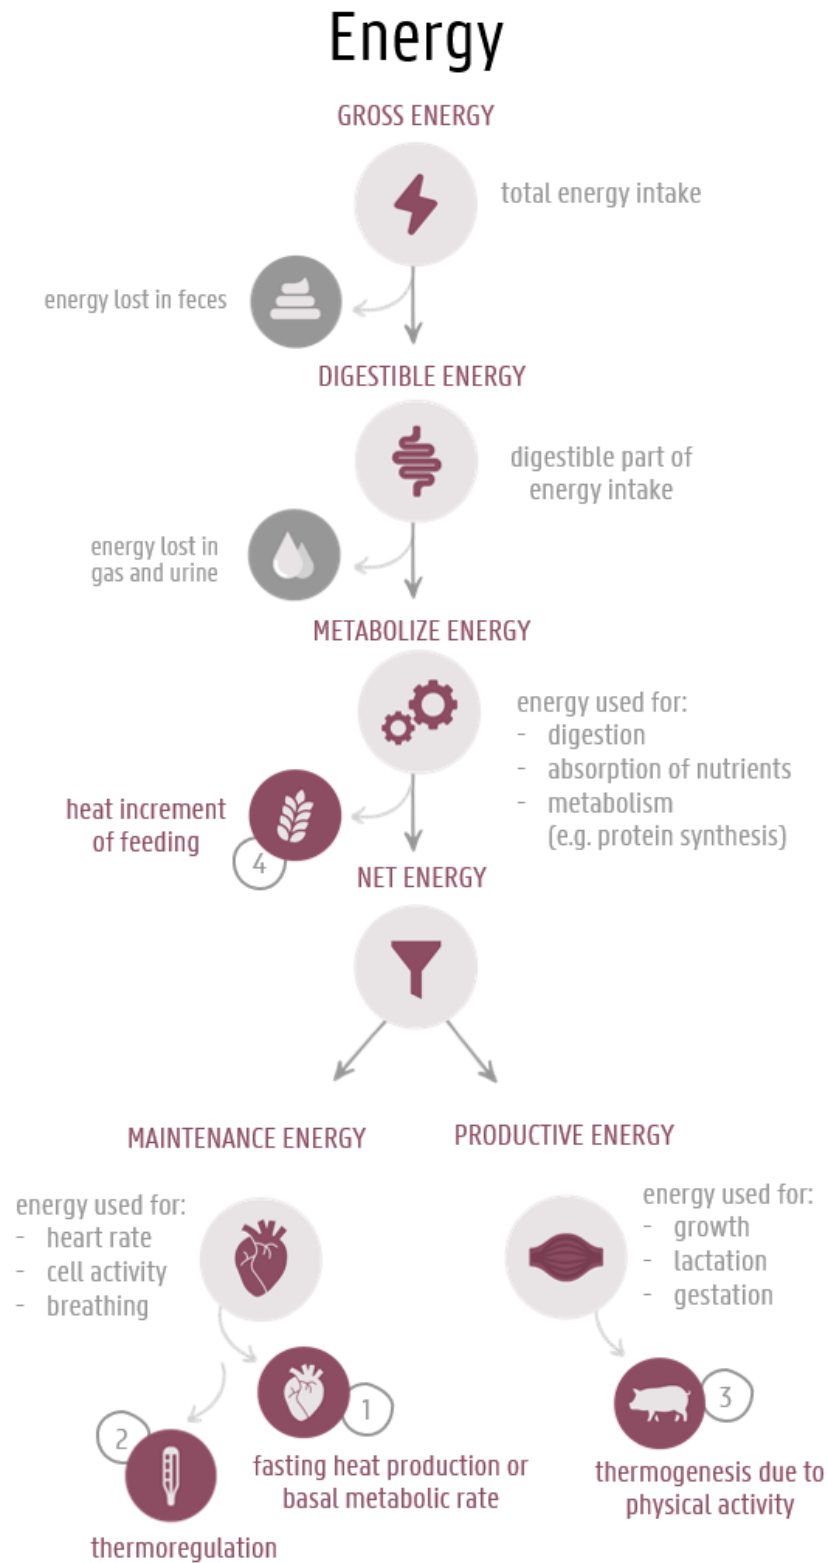 Energy
GROSS ENERGY
total energy intake
energy lost in feces
DIGESTIBLE ENERGY
digestible part of
energy intake
energy lost in
gas and urine
METABOLIZE ENERGY
energy used for:
- digestion
- absorption of nutrients
- metabolism
(e.g. protein synthesis)
heat increment
of feeding
4
NET ENERGY
MAINTENANCE ENERGY
energy used for:
- heart rate
- cell activity
- breathing
1
fasting heat production or
basal metabolic rate
2
thermoregulation
PRODUCTIVE ENERGY
energy used for:
- growth
- lactation
- gestation
3
thermogenesis due to
physical activity